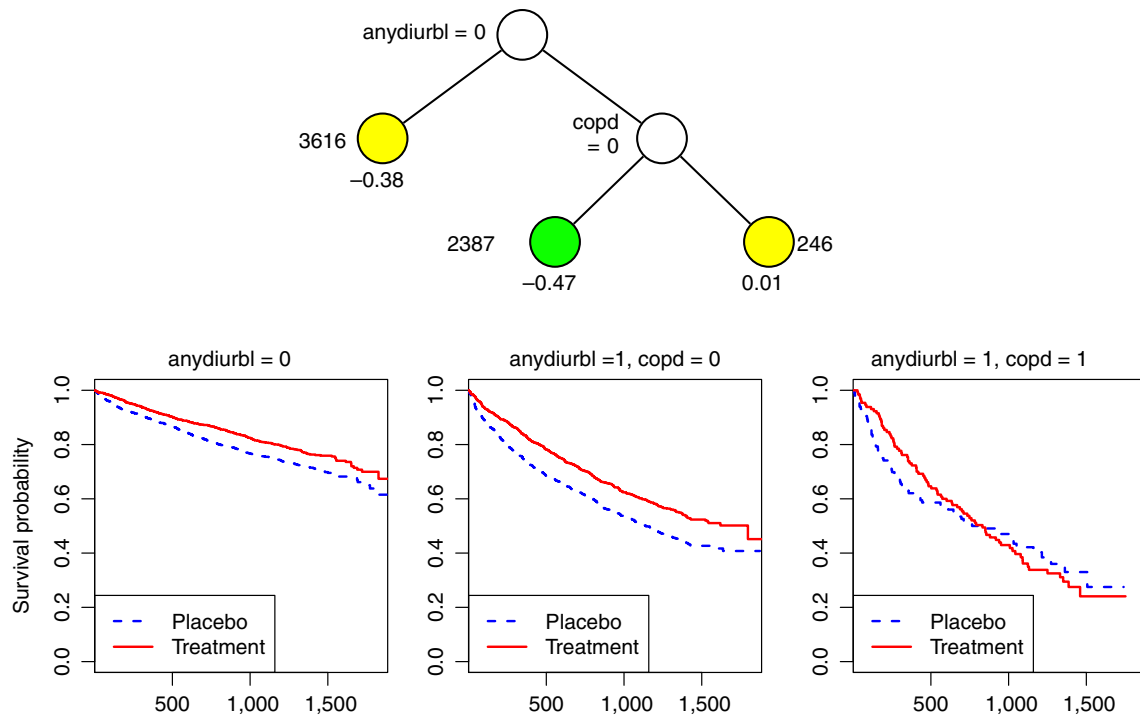 anydiurbl = 0
3616
−0.38
copd
= 0
2387
−0.47
246
0.01
anydiurbl = 0
anydiurbl =1, copd = 0
anydiurbl = 1, copd = 1
Survival probability
1.0
0.8
0.6
0.4
0.2
0.0
Placebo
Treatment
500
1,000
1,500
1.0
0.8
0.6
0.4
0.2
0.0
Placebo
Treatment
500
1,000
1,500
1.0
0.8
0.6
0.4
0.2
0.0
Placebo
Treatment
500
1,000
1,500